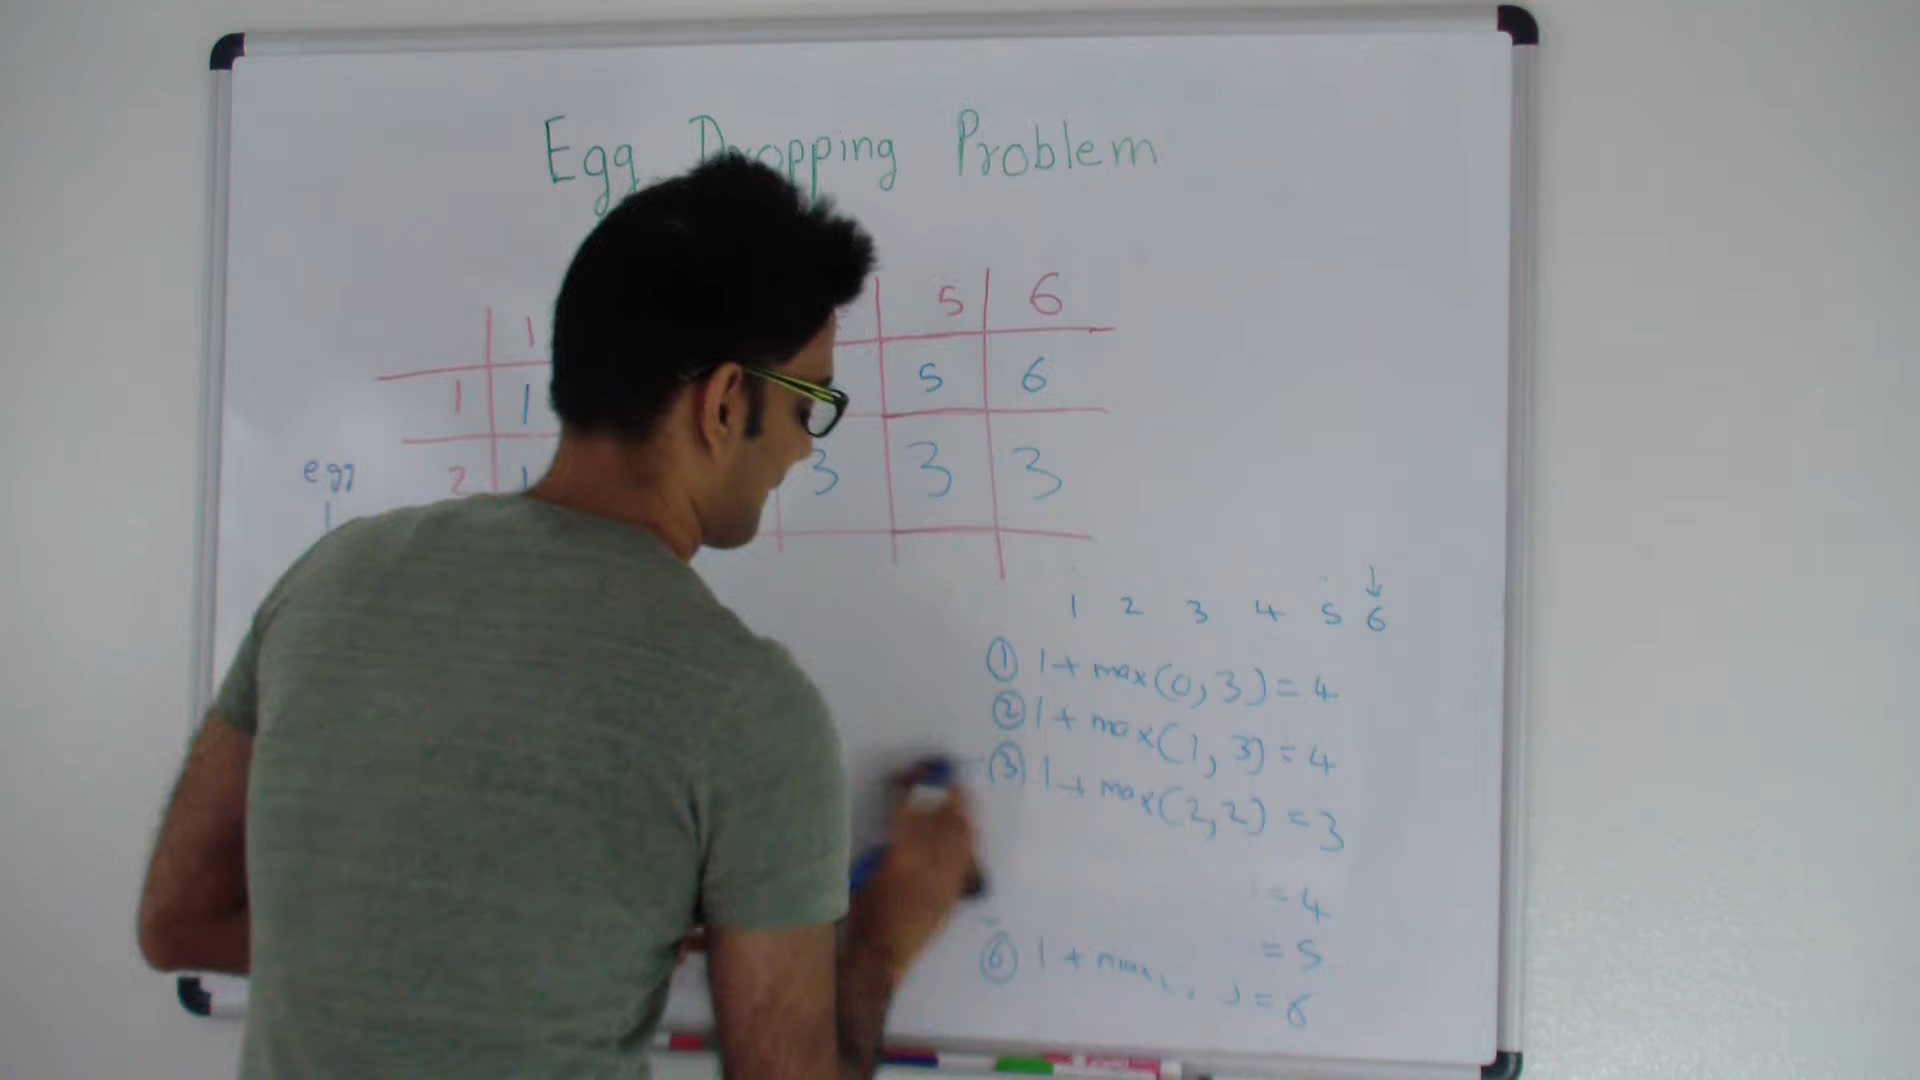 Egg Dropping Problem
1 5 6
1 1 5 6
egg 2 1 3 3 3
1 2 3 4 5 6
① 1 + max(0, 3) = 4
② 1 + max(1, 3) = 4
③ 1 + max(2, 2) = 3
= 4
= 5
⑥ 1 + max , ) = 6